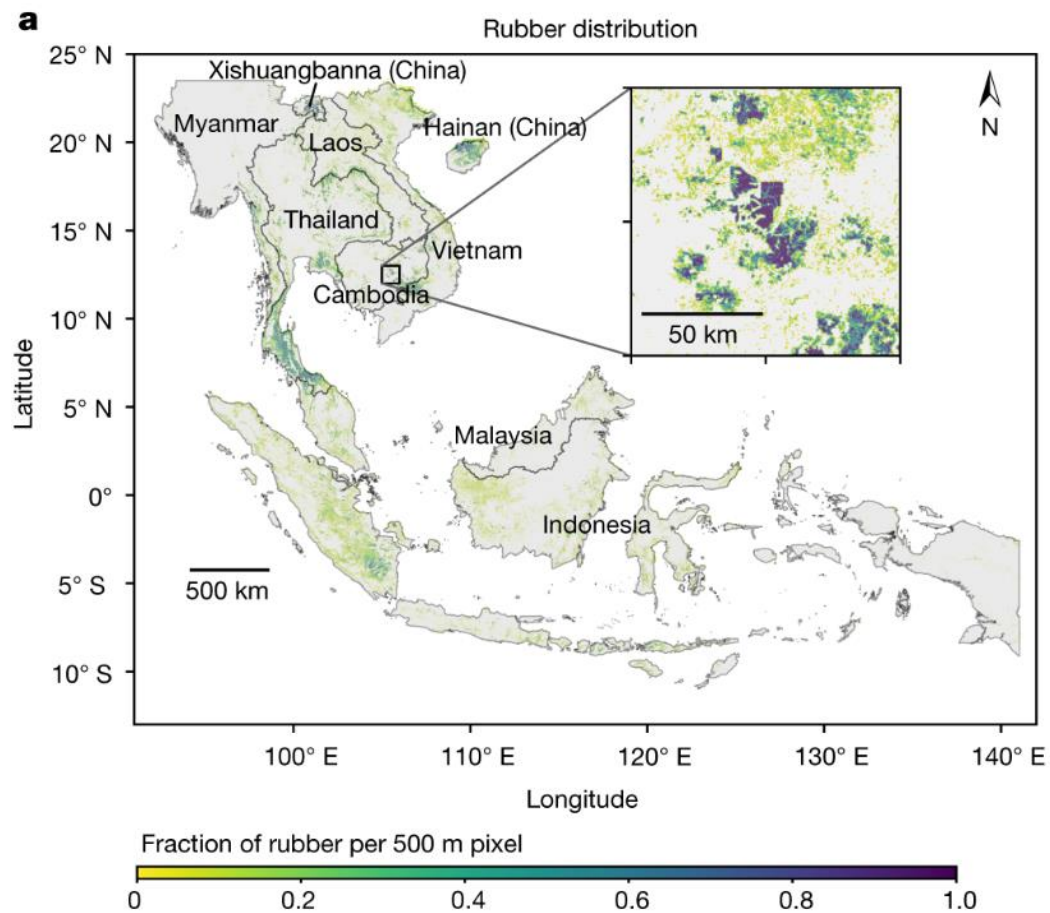 a
Rubber distribution
25° N
Xishuangbanna (China)
Myanmar
Hainan (China)
N
20° N
Laos
Thailand
15° N
Vietnam
Cambodia
10° N
50 km
Latitude
5° N
Malaysia
0°
Indonesia
5° S
500 km
10° S
100° E 110° E 120° E 130° E 140° E
Longitude
Fraction of rubber per 500 m pixel
0 0.2 0.4 0.6 0.8 1.0